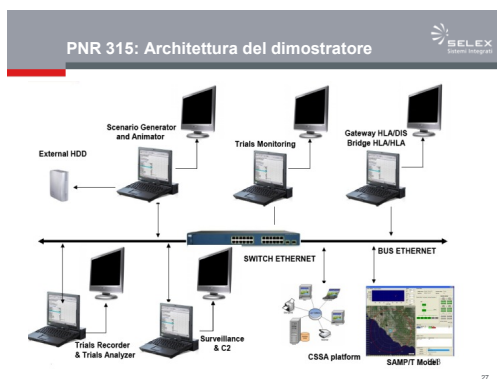 PNR 315: Architettura del dimostratore
SELEX
Sistemi Integrati
Scenario Generator
and Animator
Trials Monitoring
Gateway HLA/DIS
Bridge HLA/HLA
External HDD
SWITCH ETHERNET
BUS ETHERNET
Trials Recorder
& Trials Analyzer
Surveillance
& C2
CSSA platform
SAMP/T Model
27